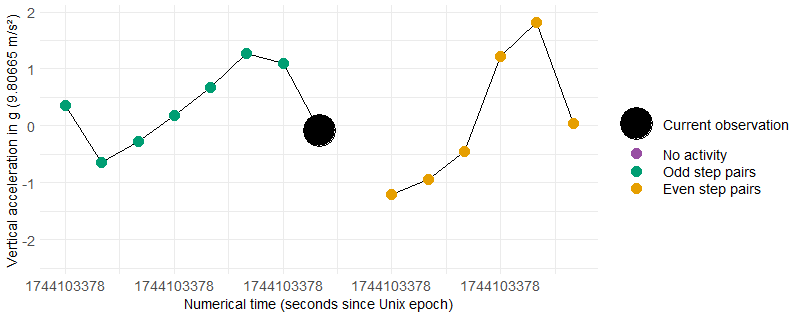 Vertical acceleration in g (9.80665 m/s²)
2
1
0
-1
-2
1744103378 1744103378 1744103378 1744103378 1744103378
Numerical time (seconds since Unix epoch)
Current observation
No activity
Odd step pairs
Even step pairs